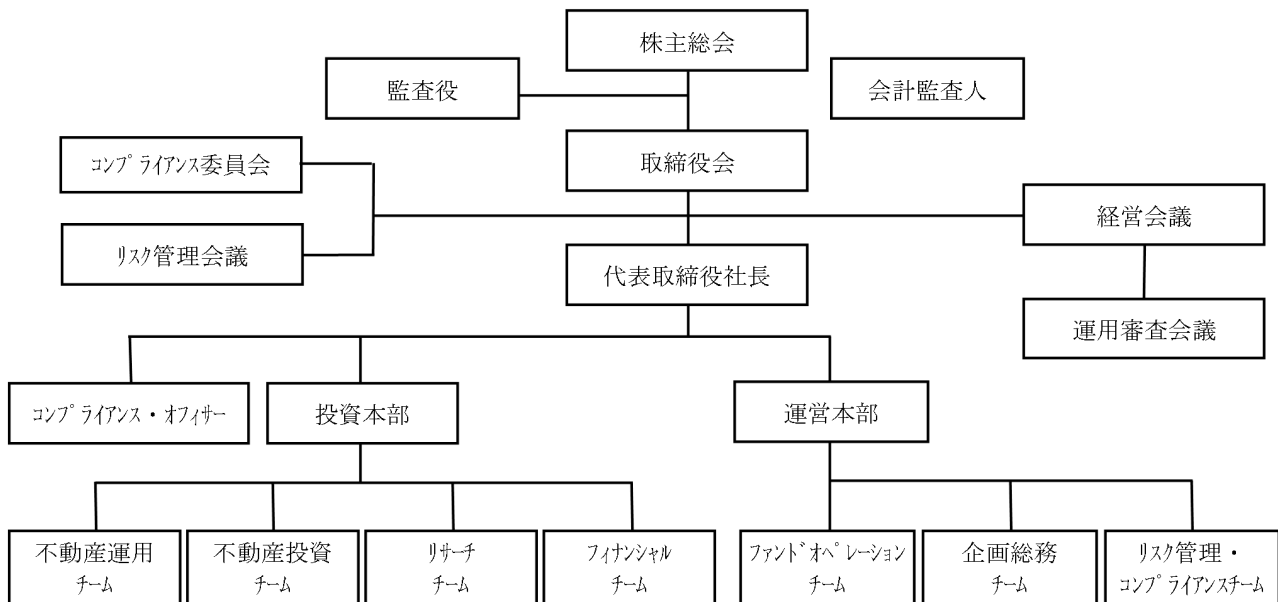 株主総会
監査役
会計監査人
コンプライアンス委員会
取締役会
経営会議
リスク管理会議
代表取締役社長
運用審査会議
コンプライアンス・オフィサー
投資本部
運営本部
不動産運用
チーム
不動産投資
チーム
リサーチ
チーム
フィナンシャル
チーム
ファンドオペレーション
チーム
企画総務
チーム
リスク管理・
コンプライアンスチーム